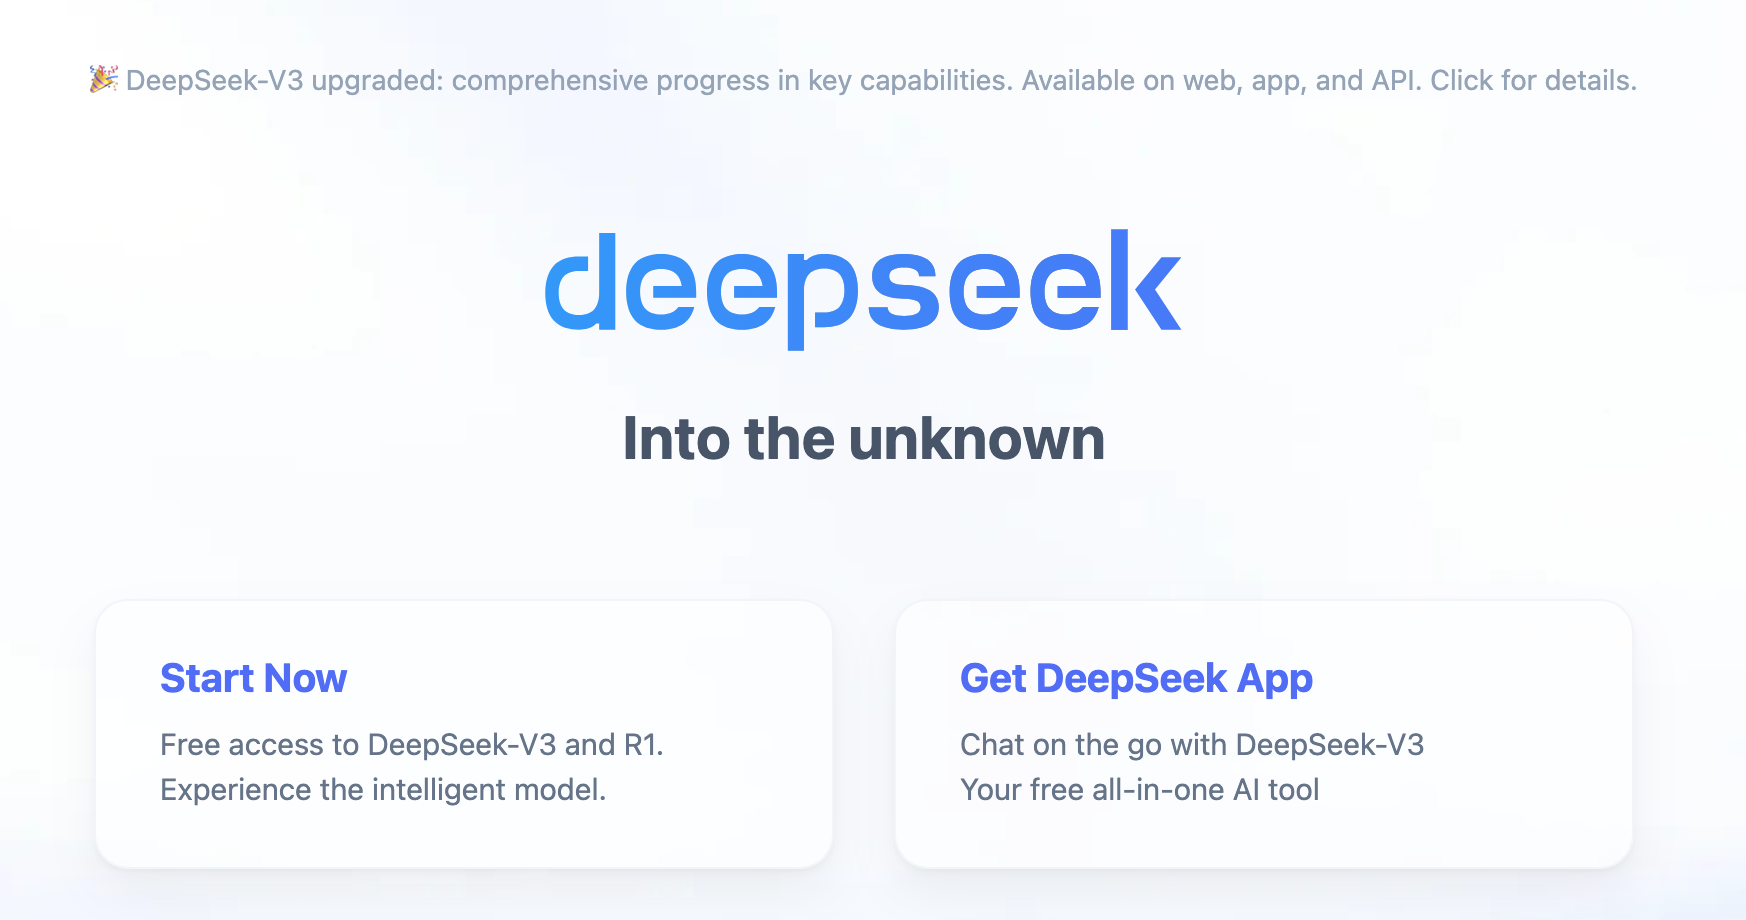 🎉 DeepSeek-V3 upgraded: comprehensive progress in key capabilities. Available on web, app, and API. Click for details.
deepseek
Into the unknown
Start Now
Free access to DeepSeek-V3 and R1.
Experience the intelligent model.
Get DeepSeek App
Chat on the go with DeepSeek-V3
Your free all-in-one AI tool